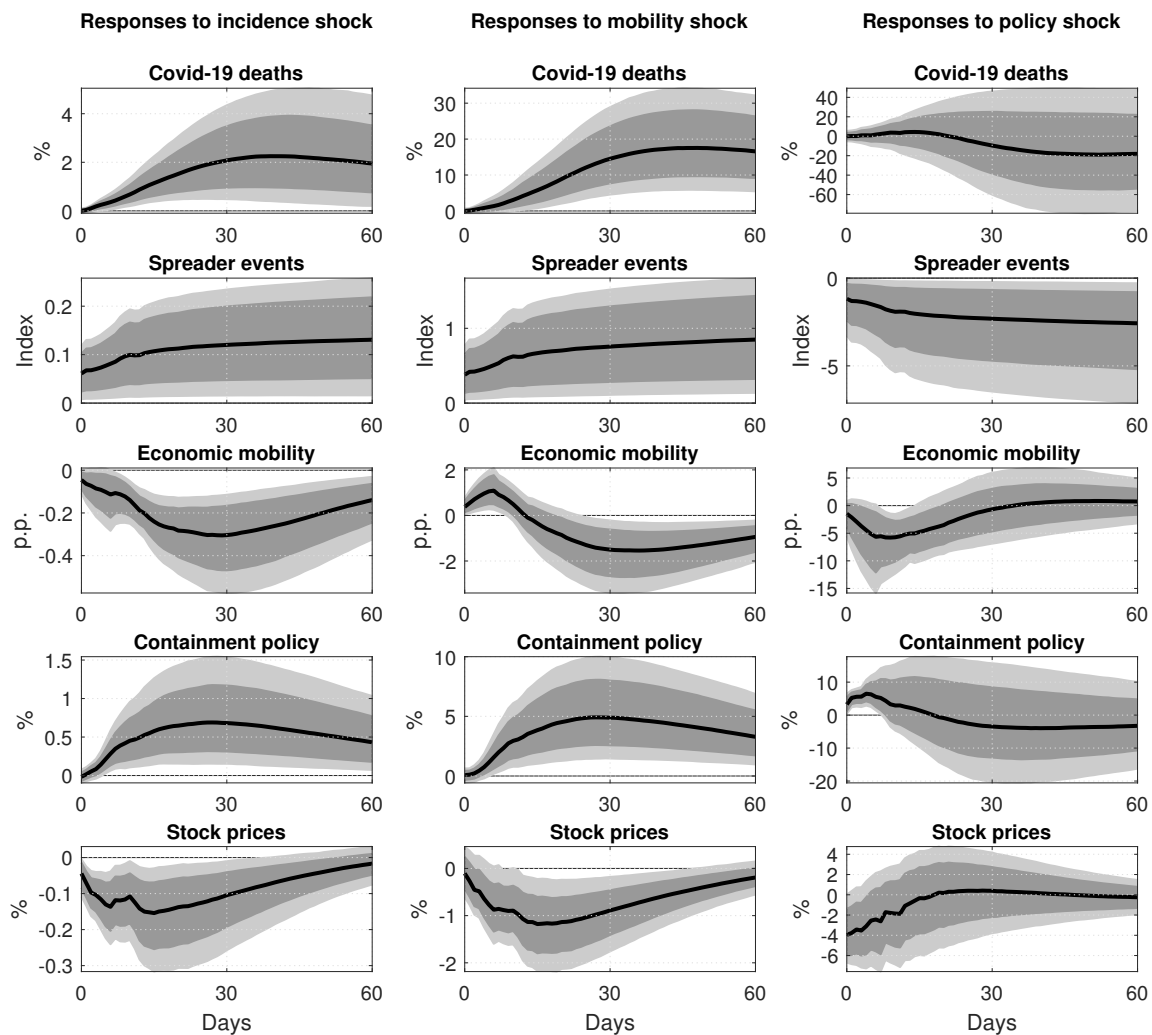 Responses to incidence shock Responses to mobility shock Responses to policy shock
Covid-19 deaths Covid-19 deaths Covid-19 deaths
%
4
2
0
0 30 60
%
30
20
10
0
0 30 60
%
40
20
0
-20
-40
-60
0 30 60
Spreader events Spreader events Spreader events
Index
0.2
0.1
0
0 30 60
Index
1
0
0 30 60
Index
0
-5
0 30 60
Economic mobility Economic mobility Economic mobility
p.p.
0
-0.2
-0.4
0 30 60
p.p.
2
0
-2
0 30 60
p.p.
5
0
-5
-10
-15
0 30 60
Containment policy Containment policy Containment policy
%
1.5
1
0.5
0
0 30 60
%
10
5
0
0 30 60
%
10
0
-10
-20
0 30 60
Stock prices Stock prices Stock prices
%
0
-0.1
-0.2
-0.3
0 30 60
Days
%
0
-1
-2
0 30 60
Days
%
4
2
0
-2
-4
-6
0 30 60
Days